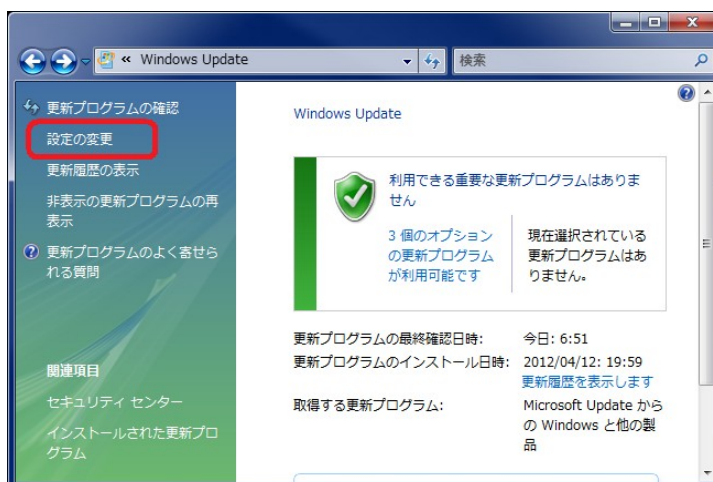 « Windows Update
検索
更新プログラムの確認
設定の変更
更新履歴の表示
非表示の更新プログラムの再
表示
更新プログラムのよく寄せら
れる質問
関連項目
セキュリティ センター
インストールされた更新プロ
グラム
Windows Update
利用できる重要な更新プログラムはありま
せん
3 個のオプション
の更新プログラム
が利用可能です
現在選択されている
更新プログラムはあ
りません。
更新プログラムの最終確認日時: 今日: 6:51
更新プログラムのインストール日時: 2012/04/12: 19:59
更新履歴を表示します
取得する更新プログラム: Microsoft Update から
の Windows と他の製
品